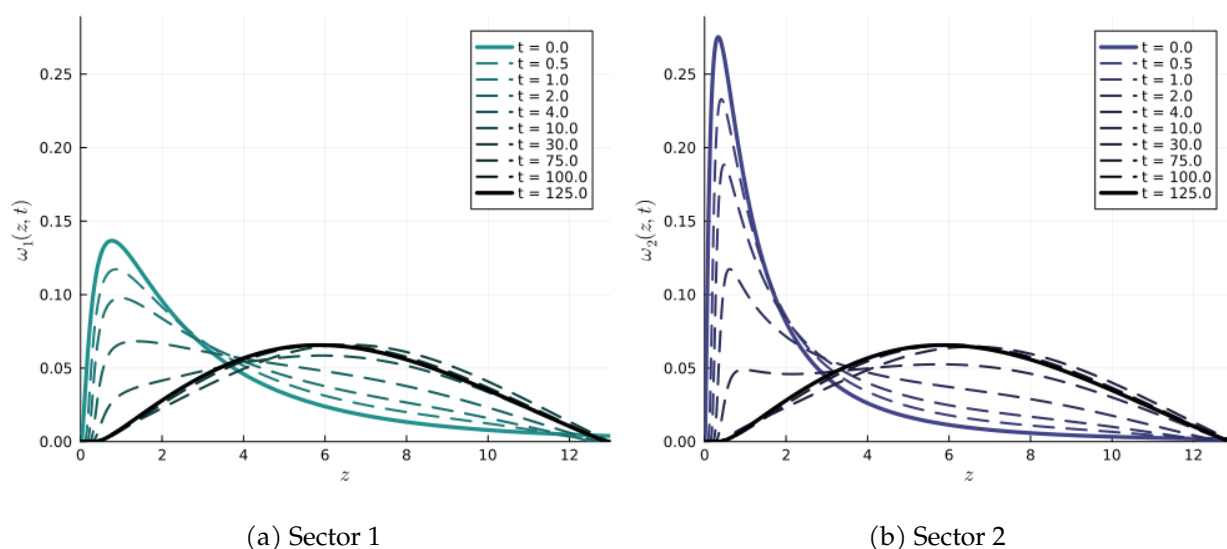 ω₁(z, t)
0.25
0.20
0.15
0.10
0.05
0.00
0 2 4 6 8 10 12
z
t = 0.0
t = 0.5
t = 1.0
t = 2.0
t = 4.0
t = 10.0
t = 30.0
t = 75.0
t = 100.0
t = 125.0
(a) Sector 1
ω₂(z, t)
0.25
0.20
0.15
0.10
0.05
0.00
0 2 4 6 8 10 12
z
t = 0.0
t = 0.5
t = 1.0
t = 2.0
t = 4.0
t = 10.0
t = 30.0
t = 75.0
t = 100.0
t = 125.0
(b) Sector 2